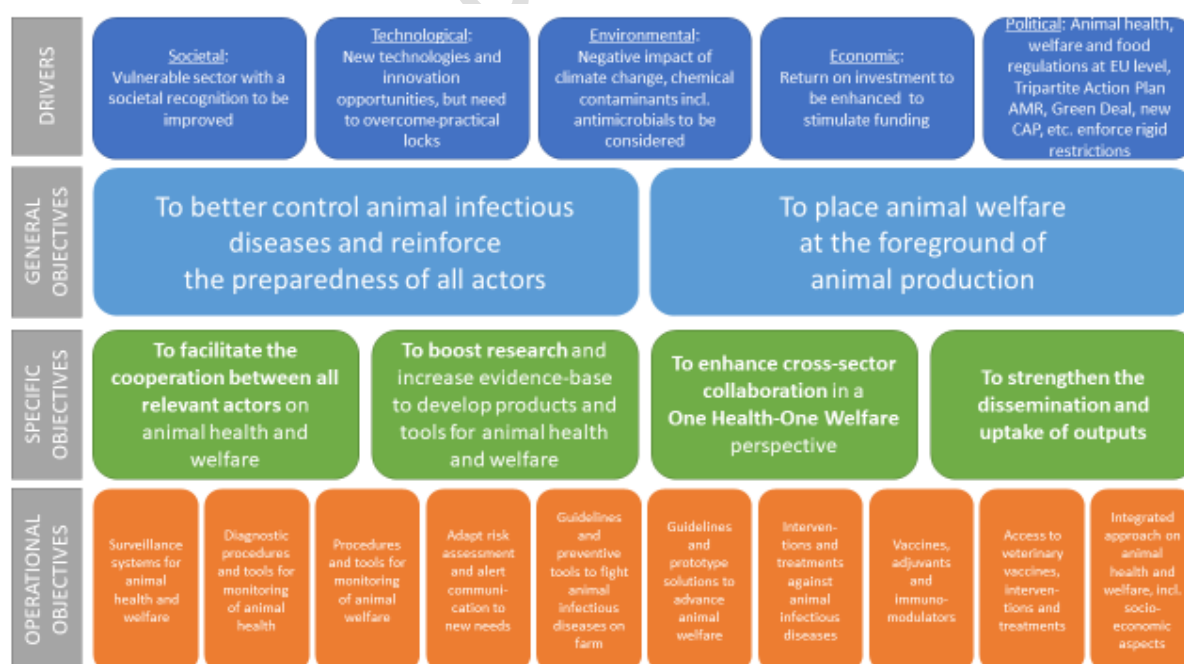 DRIVERS
Societal:
Vulnerable sector with a
societal recognition to be
improved
Technological:
New technologies and
innovation
opportunities, but need
to overcome-practical
locks
Environmental:
Negative impact of
climate change, chemical
contaminants incl.
antimicrobials to be
considered
Economic:
Return on investment to
be enhanced to
stimulate funding
Political: Animal health,
welfare and food
regulations at EU level,
Tripartite Action Plan
AMR, Green Deal, new
CAP, etc. enforce rigid
restrictions
GENERAL
OBJECTIVES
To better control animal infectious
diseases and reinforce
the preparedness of all actors
To place animal welfare
at the foreground of
animal production
SPECIFIC
OBJECTIVES
To facilitate the
cooperation between all
relevant actors on
animal health and
welfare
To boost research and
increase evidence-base
to develop products and
tools for animal health
and welfare
To enhance cross-sector
collaboration in a
One Health-One Welfare
perspective
To strengthen the
dissemination and
uptake of outputs
OPERATIONAL
OBJECTIVES
Surveillance
systems for
animal
health and
welfare
Diagnostic
procedures
and tools for
monitoring
of animal
health
Procedures
and tools for
monitoring
of animal
welfare
Adapt risk
assessment
and alert
communi-
cation to
new needs
Guidelines
and
preventive
tools to fight
animal
infectious
diseases on
farm
Guidelines
and
prototype
solutions to
advance
animal
welfare
Interven-
tions and
treatments
against
animal
infectious
diseases
Vaccines,
adjuvants
and
immuno-
modulators
Access to
veterinary
vaccines,
interven-
tions and
treatments
Integrated
approach on
animal
health and
welfare, incl.
socio-
economic
aspects